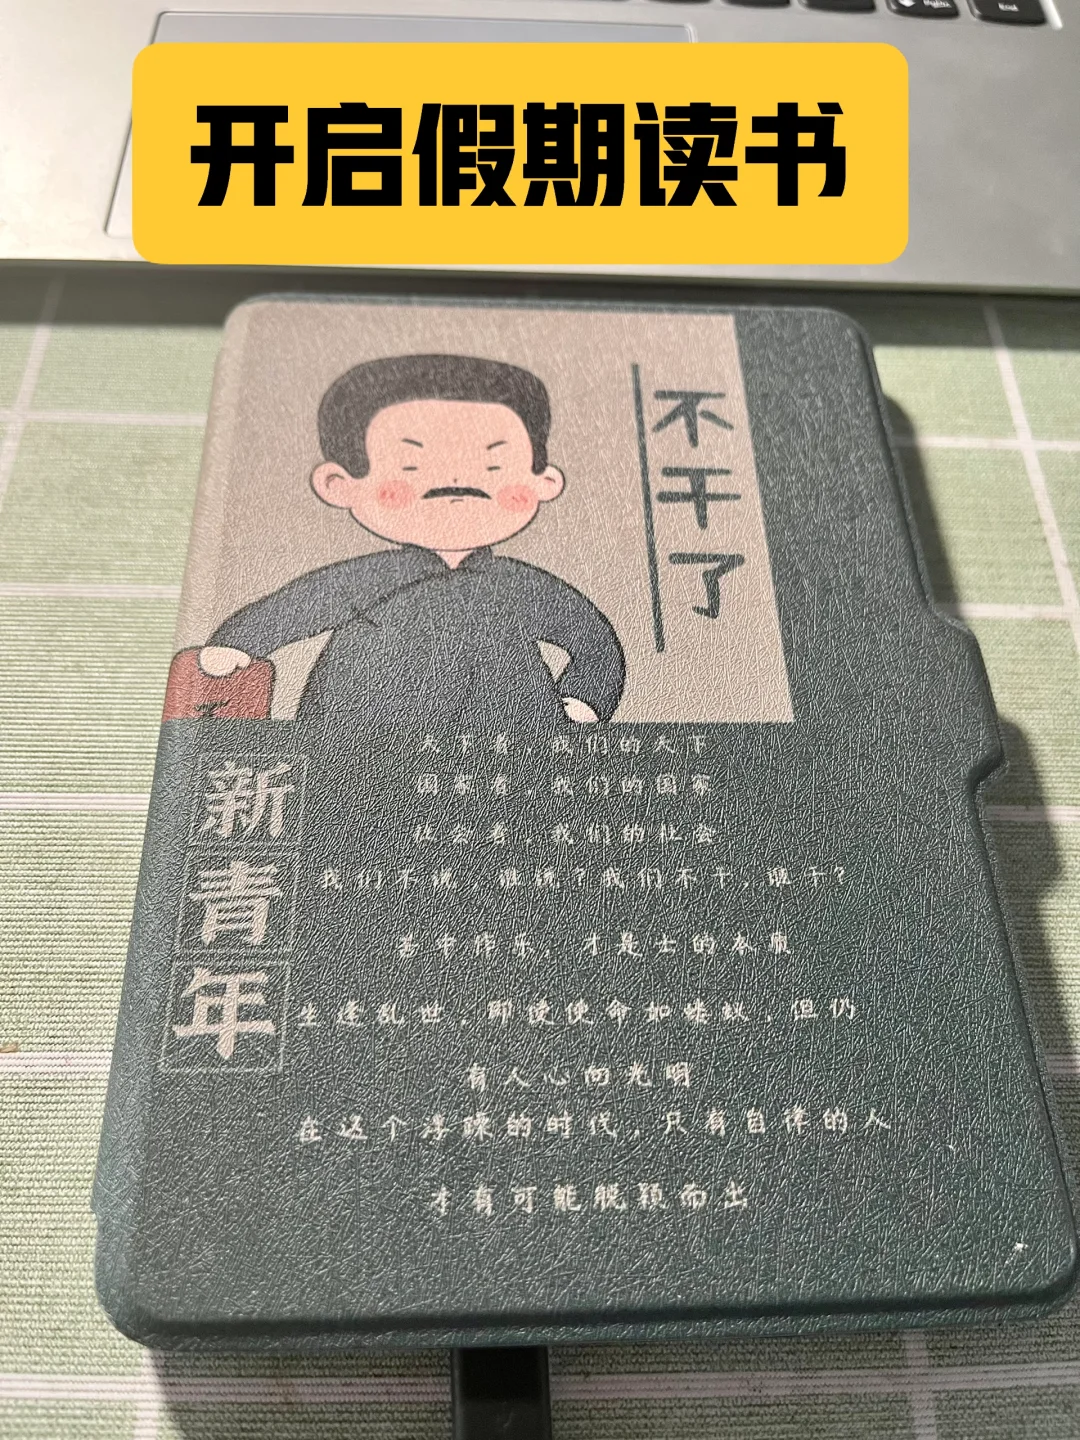 开启假期读书
不干了
新青年
天下者，我们的天下
国家者，我们的国家
社会者，我们的社会
我们不说，谁说？我们不干，谁干？
苦中作乐，才是士的本质
生逢乱世，即使使命如蝼蚁，但仍
有人心向光明
在这个浮躁的时代，只有自律的人
才有可能脱颖而出